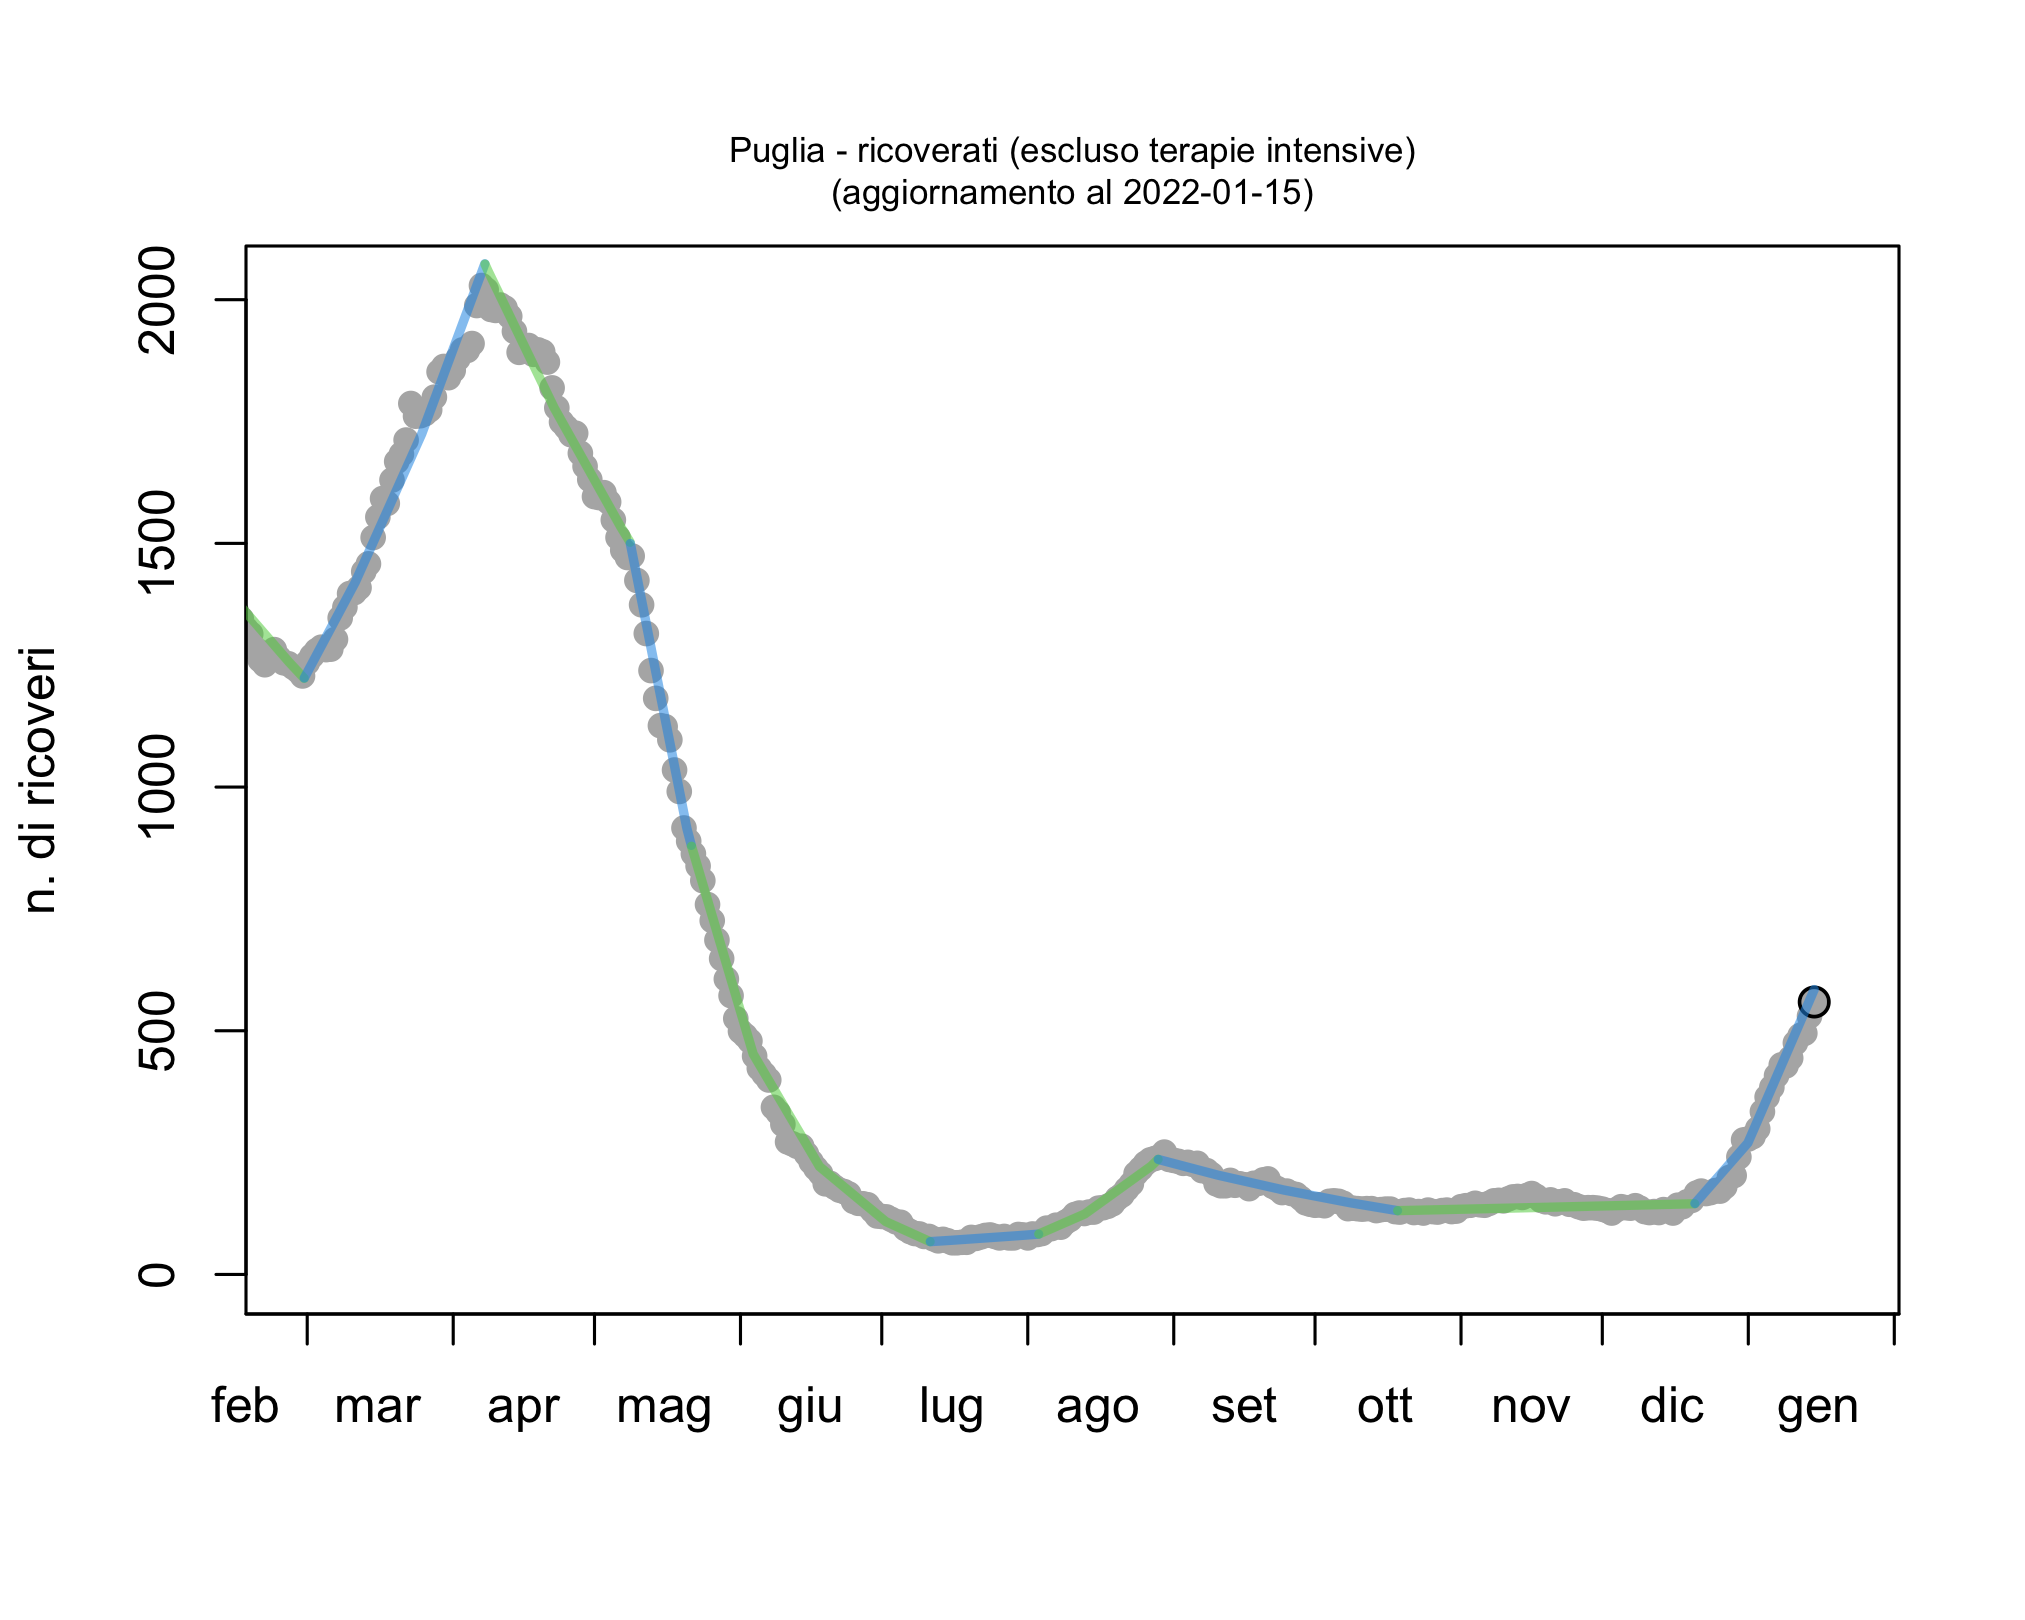 Puglia - ricoverati (escluso terapie intensive)
(aggiornamento al 2022-01-15)
n. di ricoveri
2000
1500
1000
500
0
feb mar apr mag giu lug ago set ott nov dic gen